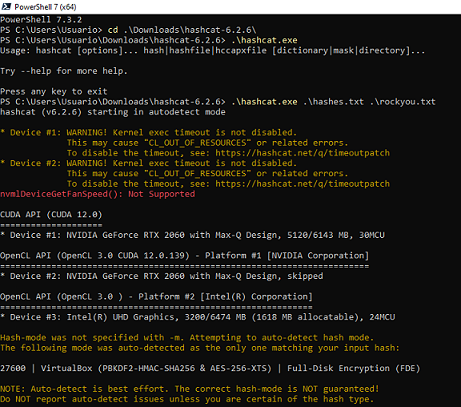 PowerShell 7 (x64)
PowerShell 7.3.2
PS C:\Users\Usuario> cd .\Downloads\hashcat-6.2.6\
PS C:\Users\Usuario\Downloads\hashcat-6.2.6> .\hashcat.exe
Usage: hashcat [options]... hash|hashfile|hccapxfile [dictionary|mask|directory]...
Try --help for more help.
Press any key to exit
PS C:\Users\Usuario\Downloads\hashcat-6.2.6> .\hashcat.exe .\hashes.txt .\rockyou.txt
hashcat (v6.2.6) starting in autodetect mode
* Device #1: WARNING! Kernel exec timeout is not disabled.
This may cause "CL_OUT_OF_RESOURCES" or related errors.
To disable the timeout, see: https://hashcat.net/q/timeoutpatch
* Device #2: WARNING! Kernel exec timeout is not disabled.
This may cause "CL_OUT_OF_RESOURCES" or related errors.
To disable the timeout, see: https://hashcat.net/q/timeoutpatch
nvmlDeviceGetFanSpeed(): Not Supported
CUDA API (CUDA 12.0)
====================
* Device #1: NVIDIA GeForce RTX 2060 with Max-Q Design, 5120/6143 MB, 30MCU
OpenCL API (OpenCL 3.0 CUDA 12.0.139) - Platform #1 [NVIDIA Corporation]
========================================================================
* Device #2: NVIDIA GeForce RTX 2060 with Max-Q Design, skipped
OpenCL API (OpenCL 3.0 ) - Platform #2 [Intel(R) Corporation]
=============================================================
* Device #3: Intel(R) UHD Graphics, 3200/6474 MB (1618 MB allocatable), 24MCU
Hash-mode was not specified with -m. Attempting to auto-detect hash mode.
The following mode was auto-detected as the only one matching your input hash:
27600 | VirtualBox (PBKDF2-HMAC-SHA256 & AES-256-XTS) | Full-Disk Encryption (FDE)
NOTE: Auto-detect is best effort. The correct hash-mode is NOT guaranteed!
Do NOT report auto-detect issues unless you are certain of the hash type.